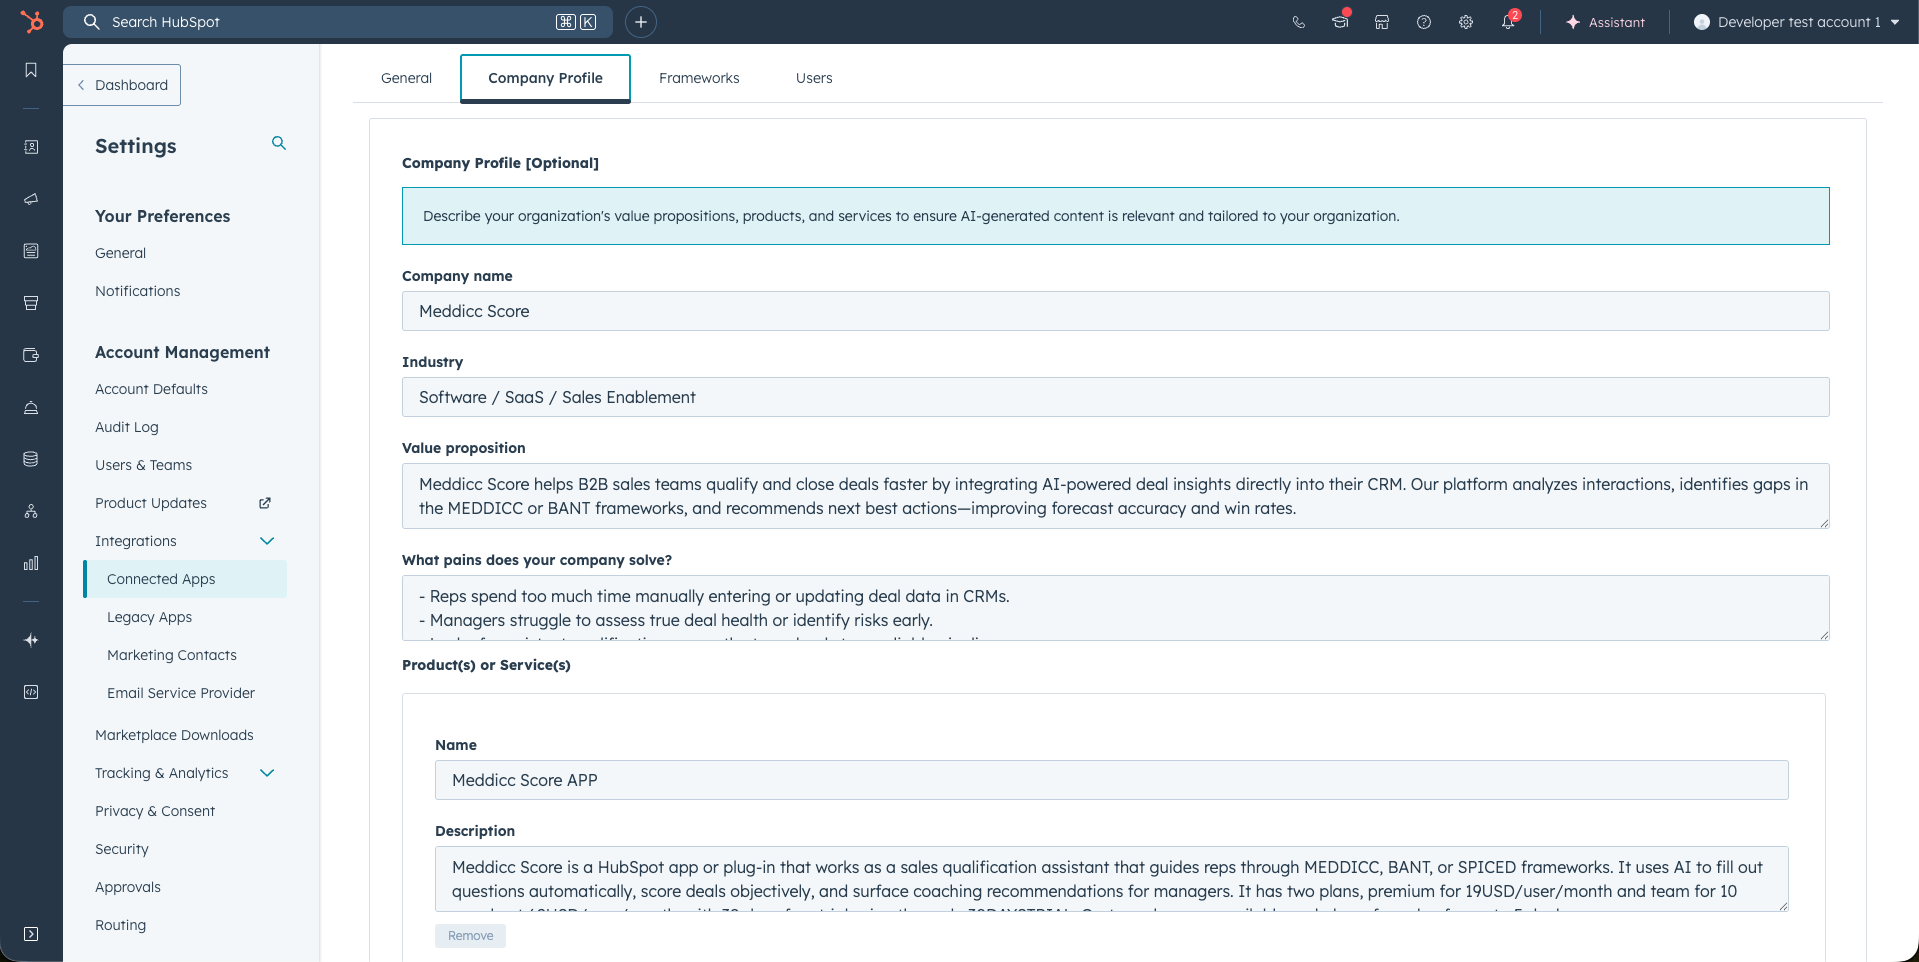 Search HubSpot
⌘ K
2
Assistant
Developer test account 1
Dashboard
Settings
Your Preferences
General
Notifications
Account Management
Account Defaults
Audit Log
Users & Teams
Product Updates
Integrations
Connected Apps
Legacy Apps
Marketing Contacts
Email Service Provider
Marketplace Downloads
Tracking & Analytics
Privacy & Consent
Security
Approvals
Routing
General
Company Profile
Frameworks
Users
Company Profile [Optional]
Describe your organization's value propositions, products, and services to ensure AI-generated content is relevant and tailored to your organization.
Company name
Meddicc Score
Industry
Software / SaaS / Sales Enablement
Value proposition
Meddicc Score helps B2B sales teams qualify and close deals faster by integrating AI-powered deal insights directly into their CRM. Our platform analyzes interactions, identifies gaps in
the MEDDICC or BANT frameworks, and recommends next best actions—improving forecast accuracy and win rates.
What pains does your company solve?
- Reps spend too much time manually entering or updating deal data in CRMs.
- Managers struggle to assess true deal health or identify risks early.
Product(s) or Service(s)
Name
Meddicc Score APP
Description
Meddicc Score is a HubSpot app or plug-in that works as a sales qualification assistant that guides reps through MEDDICC, BANT, or SPICED frameworks. It uses AI to fill out
questions automatically, score deals objectively, and surface coaching recommendations for managers. It has two plans, premium for 19USD/user/month and team for 10
Remove